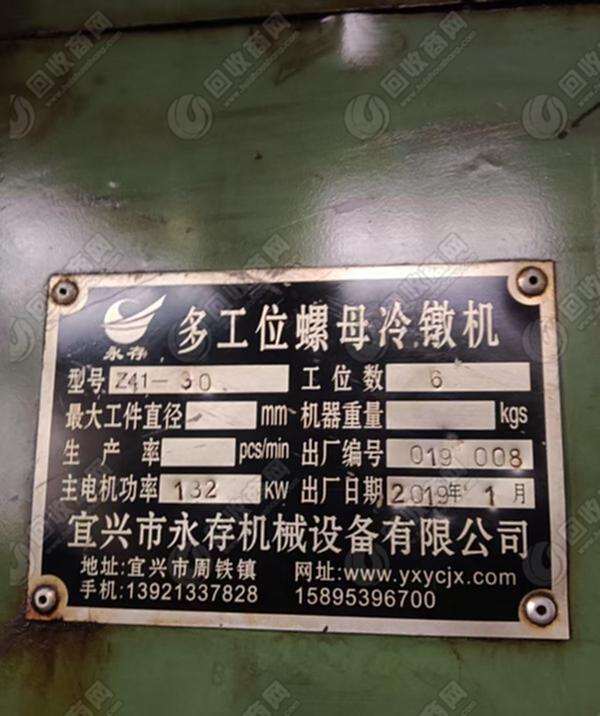 永存
多工位螺母冷镦机
型号 Z41-30 工位数 6
最大工件直径 mm 机器重量 kgs
生产率 pcs/min 出厂编号 019 008
主电机功率 132 KW 出厂日期 2019年 1月
宜兴市永存机械设备有限公司
地址:宜兴市周铁镇 网址:www.yxycjx.com
手机:13921337828 15895396700
回收商网